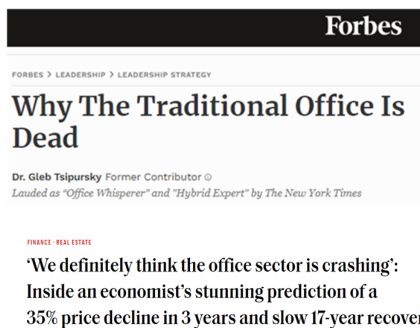 Forbes
FORBES > LEADERSHIP > LEADERSHIP STRATEGY
Why The Traditional Office Is
Dead
Dr. Gleb Tsipursky Former Contributor
Lauded as “Office Whisperer” and "Hybrid Expert" by The New York Times
FINANCE · REAL ESTATE
‘We definitely think the office sector is crashing’:
Inside an economist’s stunning prediction of a
35% price decline in 3 years and slow 17-year recove